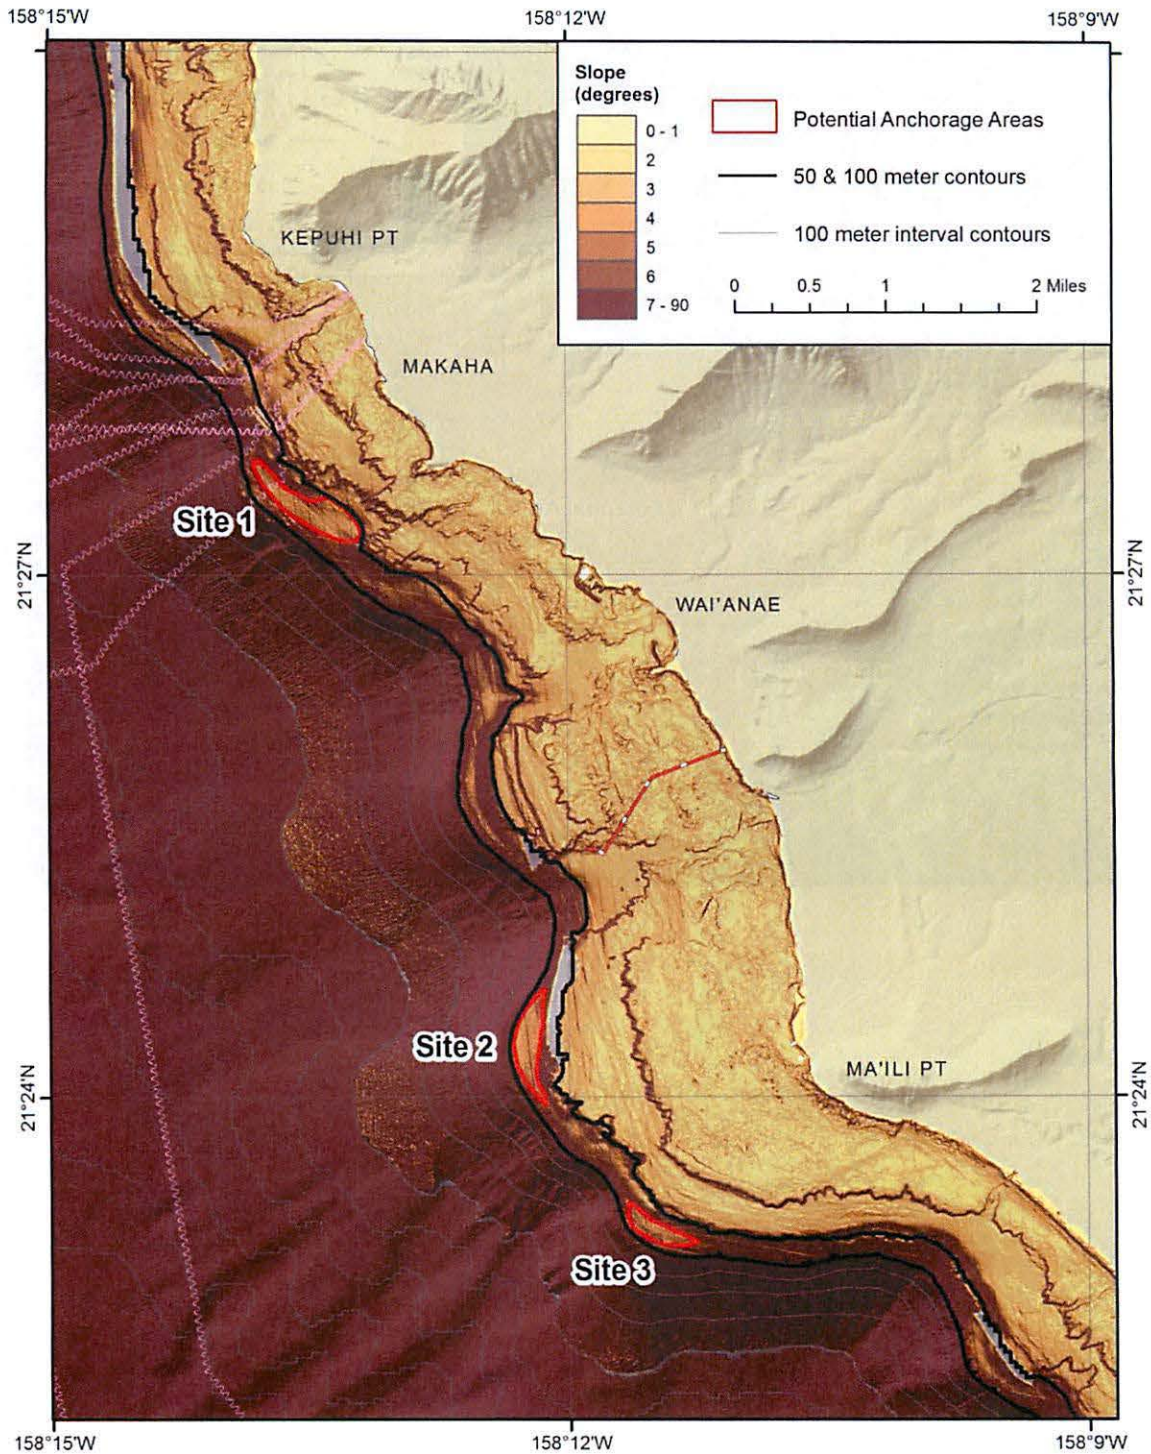 158°15'W
158°12'W
158°9'W
Slope
(degrees)
0 - 1
2
3
4
5
6
7 - 90
Potential Anchorage Areas
50 & 100 meter contours
100 meter interval contours
0
0.5
1
2 Miles
KEPUHI PT
MAKAHA
Site 1
21°27'N
21°27'N
WAI'ANAE
Site 2
MA'ILI PT
21°24'N
21°24'N
Site 3
158°15'W
158°12'W
158°9'W